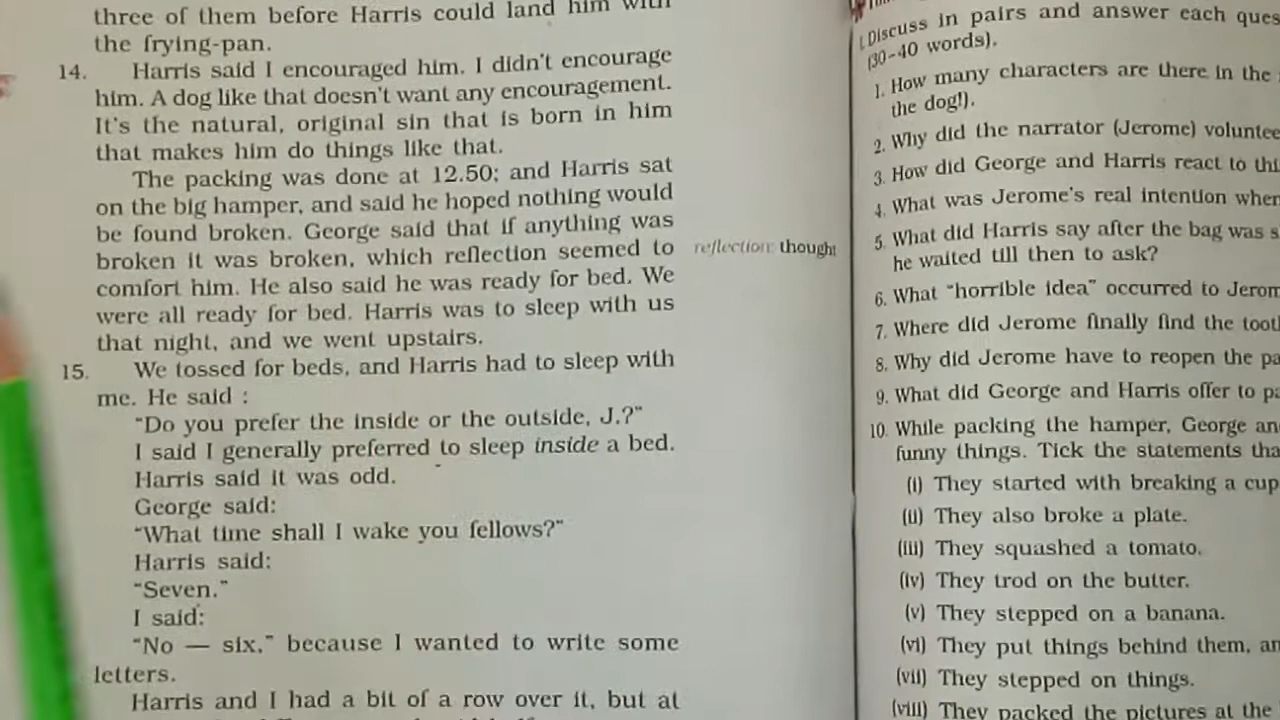 three of them before Harris could land him with
the frying-pan.
14. Harris said I encouraged him. I didn't encourage
him. A dog like that doesn't want any encouragement.
It's the natural, original sin that is born in him
that makes him do things like that.
The packing was done at 12.50; and Harris sat
on the big hamper, and said he hoped nothing would
be found broken. George said that if anything was
broken it was broken, which reflection seemed to
comfort him. He also said he was ready for bed. We
were all ready for bed. Harris was to sleep with us
that night, and we went upstairs.
reflection: thought
15. We tossed for beds, and Harris had to sleep with
me. He said :
"Do you prefer the inside or the outside, J.?"
I said I generally preferred to sleep inside a bed.
Harris said it was odd.
George said:
"What time shall I wake you fellows?"
Harris said:
"Seven."
I said:
"No — six," because I wanted to write some
letters.
Harris and I had a bit of a row over it, but at
I. Discuss in pairs and answer each
(30-40 words).
1. How many characters are there in the
the dog!).
2. Why did the narrator (Jerome)
3. How did George and Harris react to
4. What was Jerome's real intention
5. What did Harris say after the bag was
he waited till then to ask?
6. What "horrible idea" occurred to
7. Where did Jerome finally find the
8. Why did Jerome have to reopen the
9. What did George and Harris offer to
10. While packing the hamper, George
funny things. Tick the statements
(i) They started with breaking a cup
(ii) They also broke a plate.
(iii) They squashed a tomato.
(iv) They trod on the butter.
(v) They stepped on a banana.
(vi) They put things behind them,
(vii) They stepped on things.
(viii) They packed the pictures at the